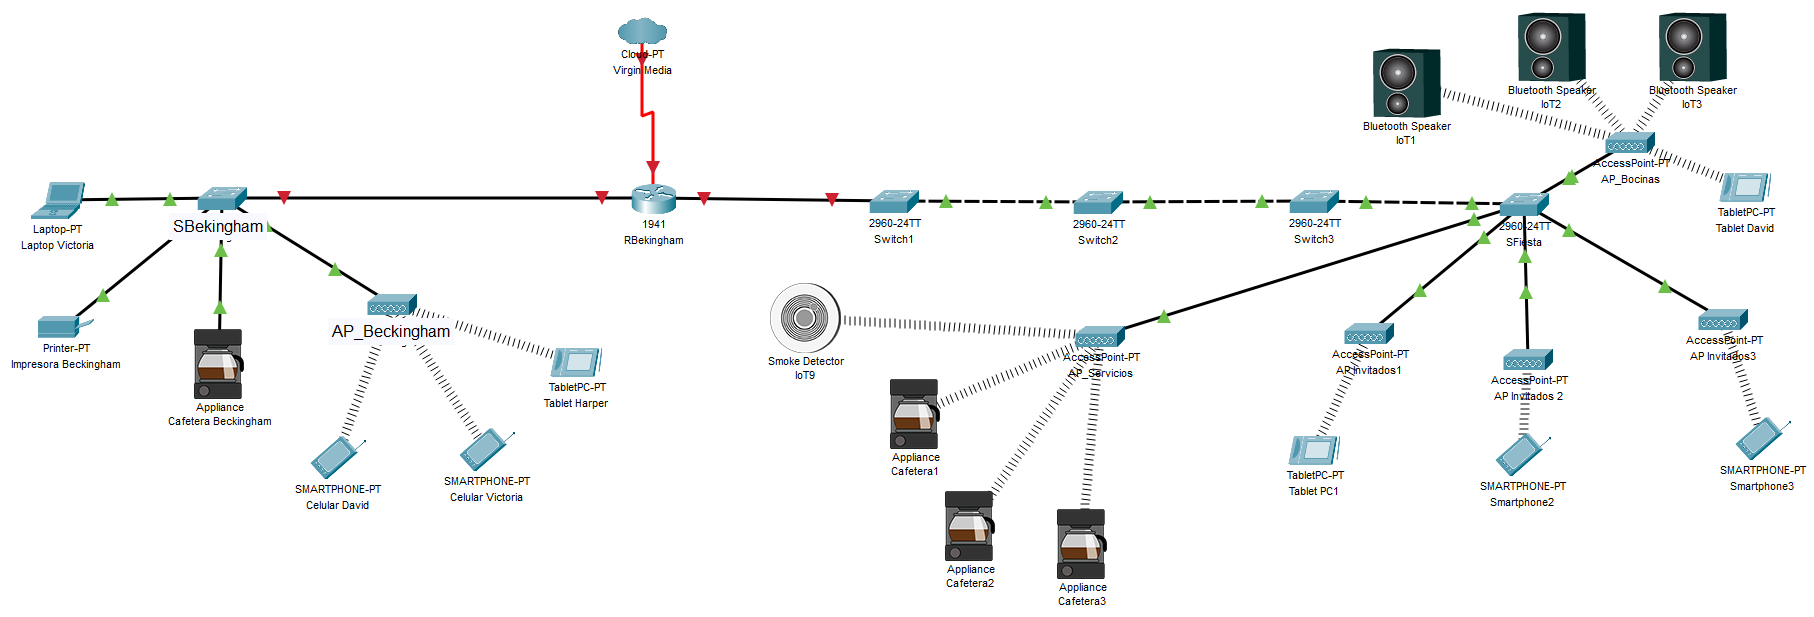 Cloud-PT
Virgin Media
Bluetooth Speaker
IoT2
Bluetooth Speaker
IoT3
Bluetooth Speaker
IoT1
AccessPoint-PT
AP_Bocinas
TabletPC-PT
Tablet David
Laptop-PT
Laptop Victoria
SBekingham
1941
RBekingham
2960-24TT
Switch1
2960-24TT
Switch2
2960-24TT
Switch3
2960-24TT
SFiesta
Printer-PT
Impresora Beckingham
Appliance
Cafetera Beckingham
AP_Beckingham
TabletPC-PT
Tablet Harper
SMARTPHONE-PT
Celular David
SMARTPHONE-PT
Celular Victoria
Smoke Detector
IoT9
AccessPoint-PT
AP_Servicios
Appliance
Cafetera1
Appliance
Cafetera2
Appliance
Cafetera3
AccessPoint-PT
AP Invitados1
TabletPC-PT
Tablet PC1
AccessPoint-PT
AP Invitados 2
SMARTPHONE-PT
Smartphone2
AccessPoint-PT
AP Invitados3
SMARTPHONE-PT
Smartphone3